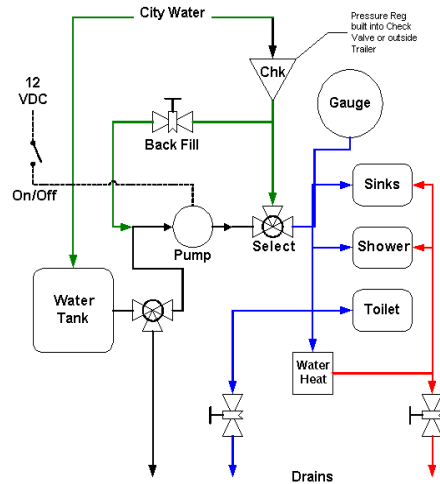 City Water
Pressure Reg
built into Check
Valve or outside
Trailer
12
VDC
Chk
Gauge
Back Fill
On/Off
Sinks
Pump
Select
Shower
Water
Tank
Toilet
Water
Heat
Drains